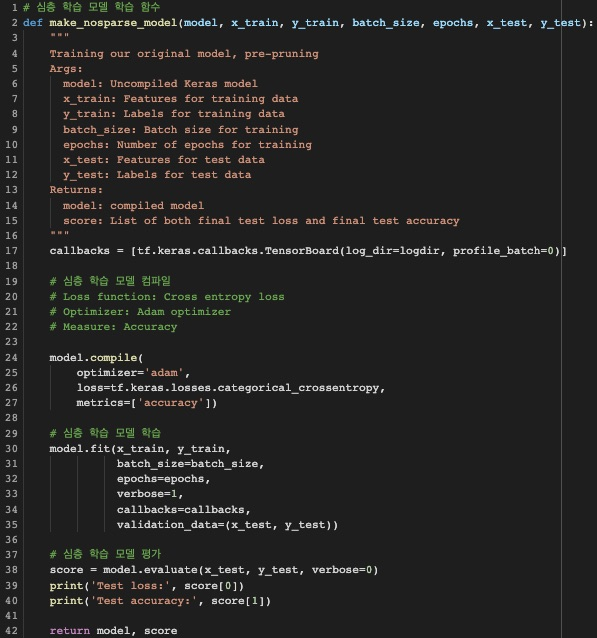 1 # 심층 학습 모델 학습 함수
2 def make_nosparse_model(model, x_train, y_train, batch_size, epochs, x_test, y_test):
3 """
4 Training our original model, pre-pruning
5 Args:
6 model: Uncompiled Keras model
7 x_train: Features for training data
8 y_train: Labels for training data
9 batch_size: Batch size for training
10 epochs: Number of epochs for training
11 x_test: Features for test data
12 y_test: Labels for test data
13 Returns:
14 model: compiled model
15 score: List of both final test loss and final test accuracy
16 """
17 callbacks = [tf.keras.callbacks.TensorBoard(log_dir=logdir, profile_batch=0)]
18
19 # 심층 학습 모델 컴파일
20 # Loss function: Cross entropy loss
21 # Optimizer: Adam optimizer
22 # Measure: Accuracy
23
24 model.compile(
25 optimizer='adam',
26 loss=tf.keras.losses.categorical_crossentropy,
27 metrics=['accuracy'])
28
29 # 심층 학습 모델 학습
30 model.fit(x_train, y_train,
31 batch_size=batch_size,
32 epochs=epochs,
33 verbose=1,
34 callbacks=callbacks,
35 validation_data=(x_test, y_test))
36
37 # 심층 학습 모델 평가
38 score = model.evaluate(x_test, y_test, verbose=0)
39 print('Test loss:', score[0])
40 print('Test accuracy:', score[1])
41
42 return model, score